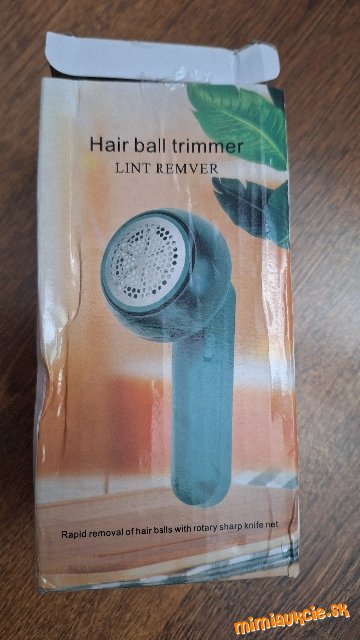 Hair ball trimmer
LINT REMVER
Rapid removal of hair balls with rotary sharp knife net
mimiaukcie.sk